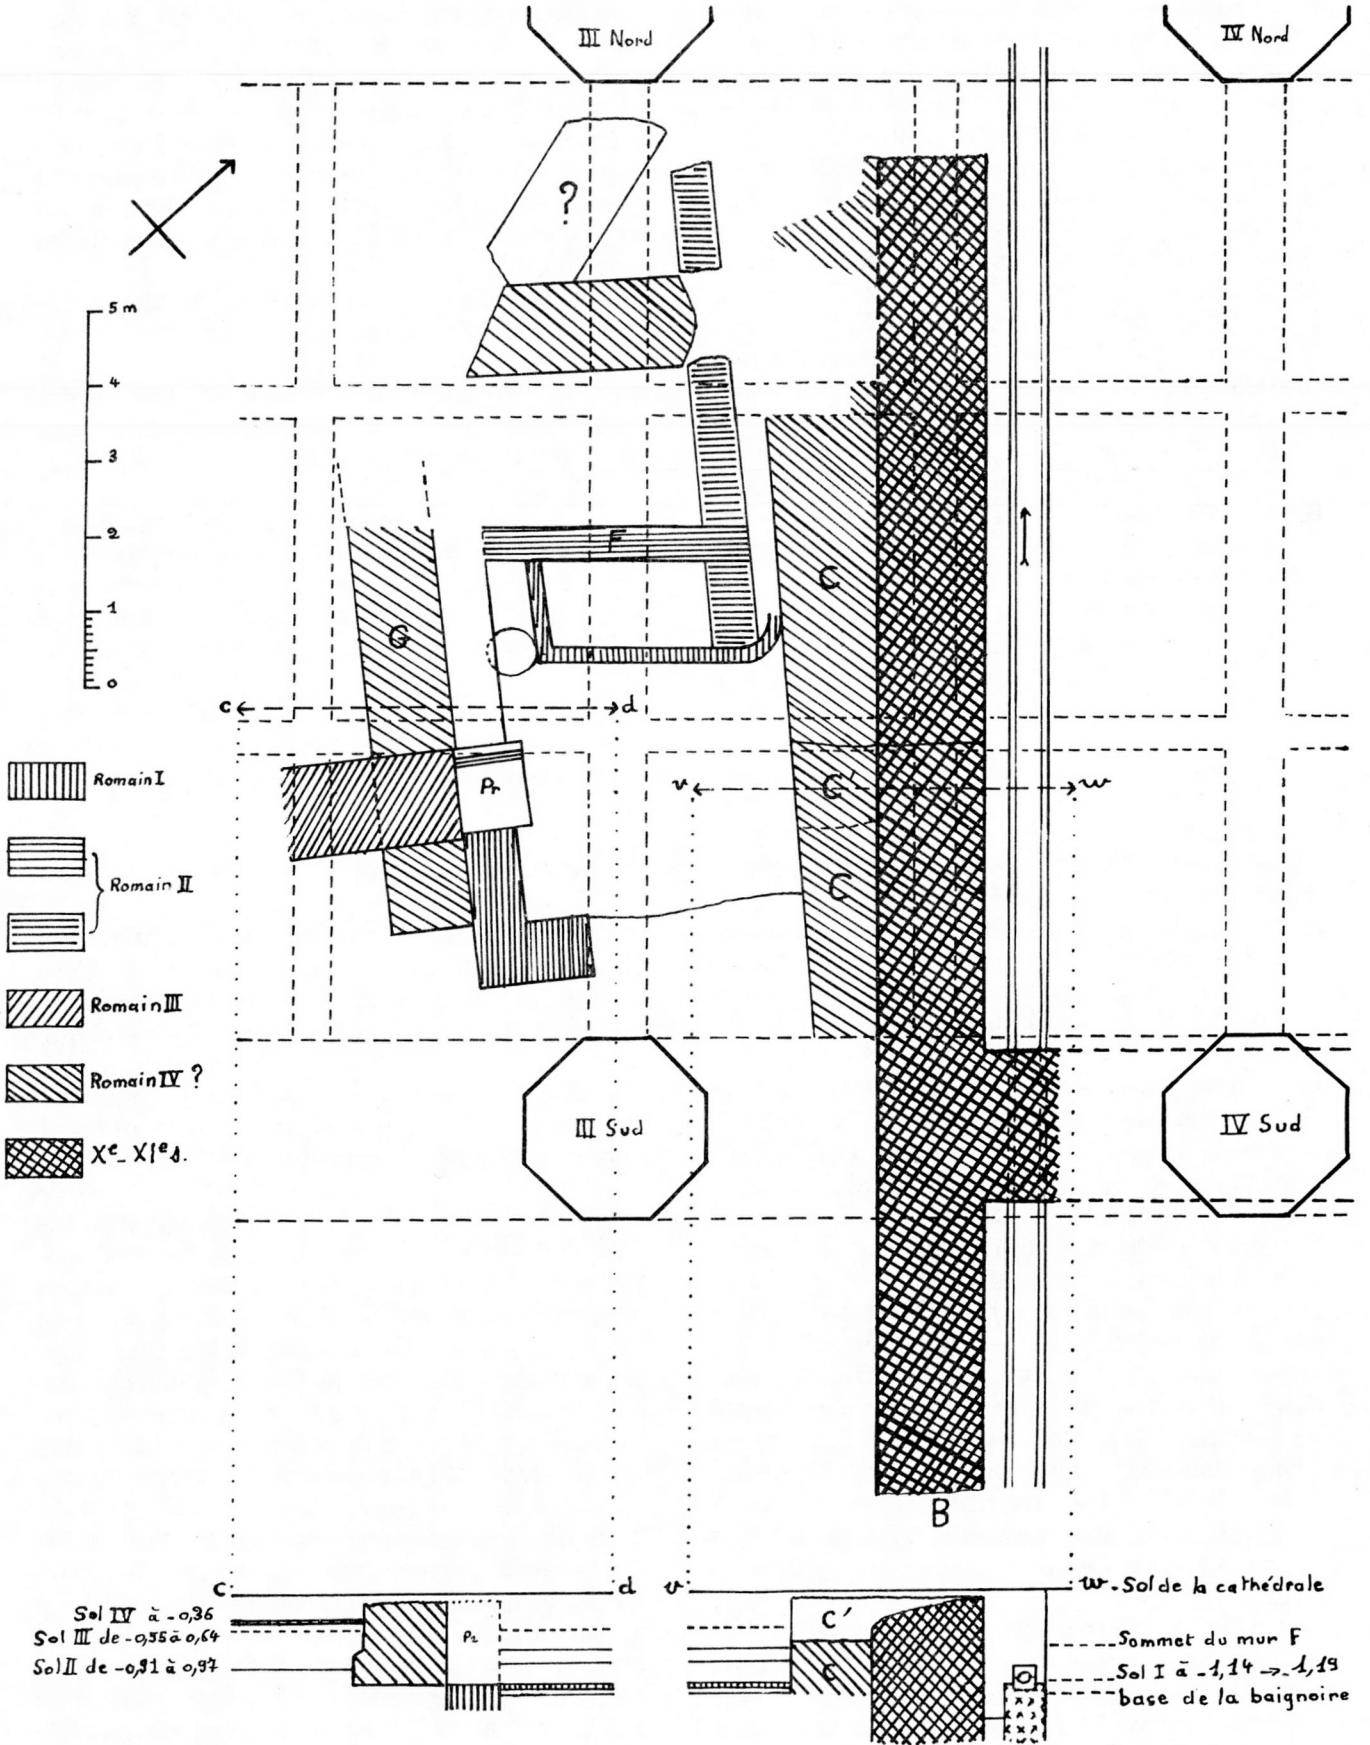 III Nord
IV Nord
?
5 m
4
3
2
1
0
F
C
G
c
d
Pr
C'
v
w
C
Romain I
Romain II
Romain III
Romain IV ?
Xe_ XIe s.
III Sud
IV Sud
B
c
d
v
w - Sol de la cathédrale
Sol IV à -0,36
Sol III de -0,55 à 0,64
Sol II de -0,91 à 0,97
Pr
C'
C
Sommet du mur F
Sol I à -1,14 → -1,19
base de la baignoire